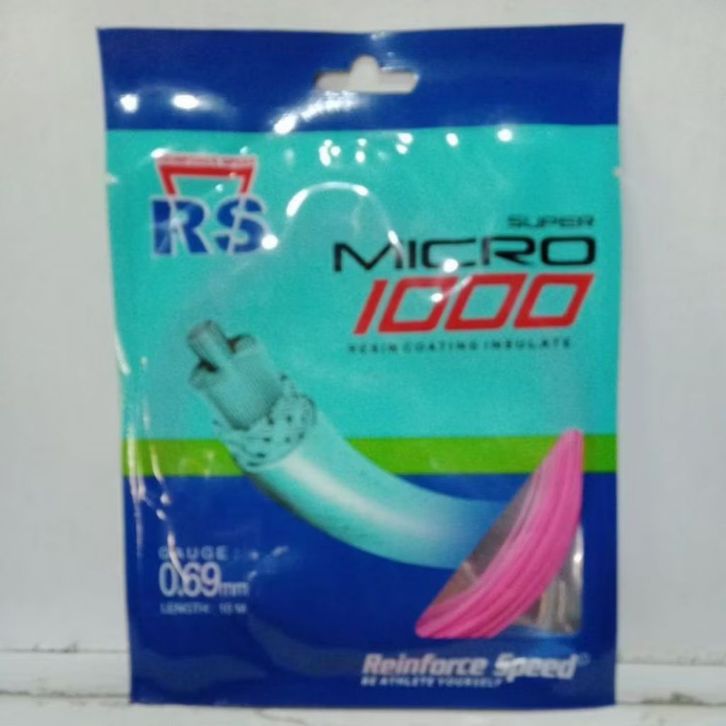 RS
SUPER
MICRO
1000
RESIN COATING INSULATE
GAUGE
0.69mm
LENGTH: 10 M
Reinforce Speed®
BE ATHLETE YOURSELF